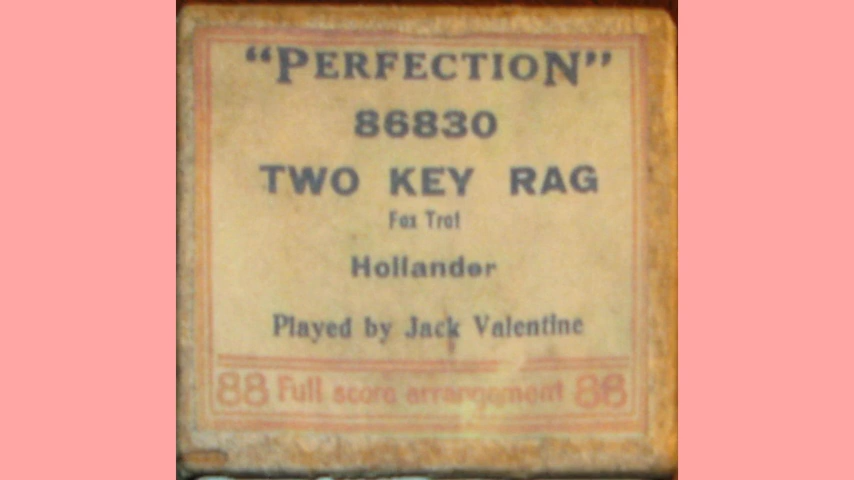 "PERFECTION"
86830
TWO KEY RAG
Fox Trot
Hollander
Played by Jack Valentine
88 Full score arrangement 88